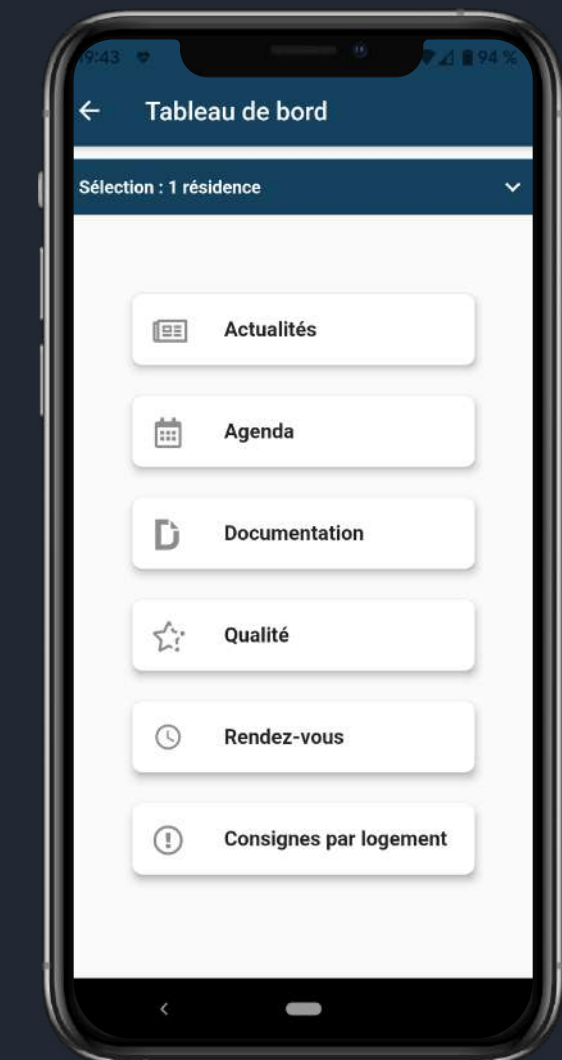 9:43 94 %
Tableau de bord
Sélection : 1 résidence
Actualités
Agenda
Documentation
Qualité
Rendez-vous
Consignes par logement